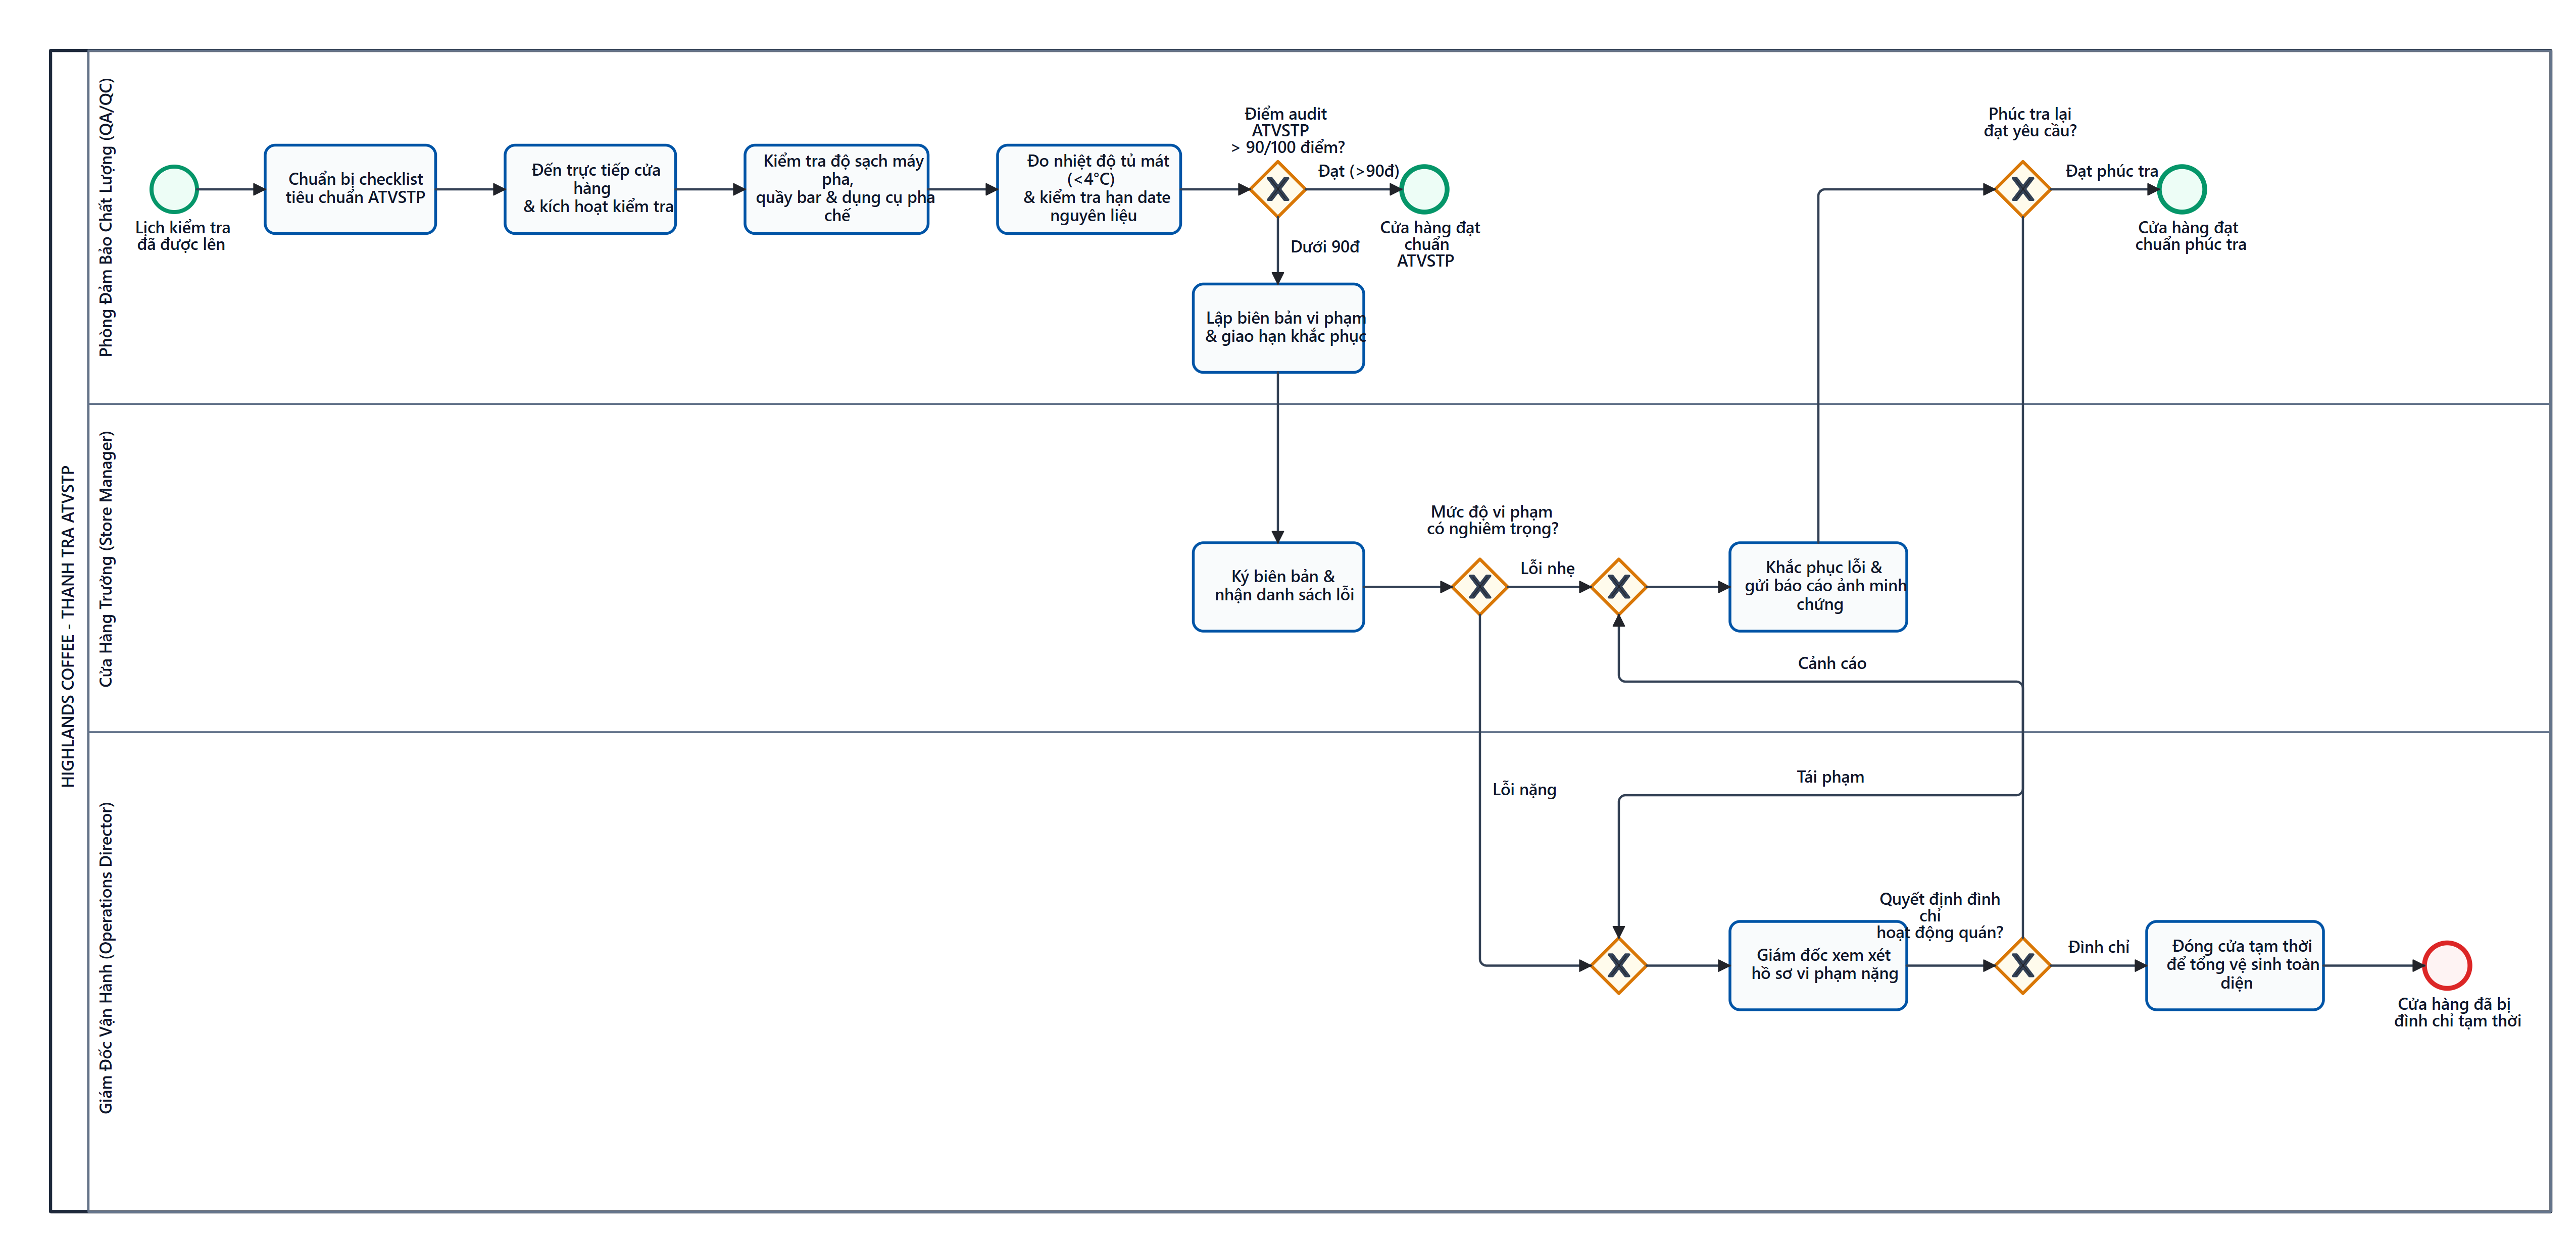 HIGHLANDS COFFEE - THANH TRA ATVSTP
Phòng Đảm Bảo Chất Lượng (QA/QC)
Lịch kiểm tra
đã được lên
Chuẩn bị checklist
tiêu chuẩn ATVSTP
Đến trực tiếp cửa
hàng
& kích hoạt kiểm tra
Kiểm tra độ sạch máy
pha,
quầy bar & dụng cụ pha
chế
Đo nhiệt độ tủ mát
(<4°C)
& kiểm tra hạn date
nguyên liệu
Điểm audit
ATVSTP
> 90/100 điểm?
Đạt (>90đ)
Cửa hàng đạt
chuẩn
ATVSTP
Dưới 90đ
Lập biên bản vi phạm
& giao hạn khắc phục
Phúc tra lại
đạt yêu cầu?
Đạt phúc tra
Cửa hàng đạt
chuẩn phúc tra
Cửa Hàng Trưởng (Store Manager)
Ký biên bản &
nhận danh sách lỗi
Mức độ vi phạm
có nghiêm trọng?
Lỗi nhẹ
Khắc phục lỗi &
gửi báo cáo ảnh minh
chứng
Cảnh cáo
Giám Đốc Vận Hành (Operations Director)
Lỗi nặng
Tái phạm
Giám đốc xem xét
hồ sơ vi phạm nặng
Quyết định đình
chỉ
hoạt động quán?
Đình chỉ
Đóng cửa tạm thời
để tổng vệ sinh toàn
diện
Cửa hàng đã bị
đình chỉ tạm thời